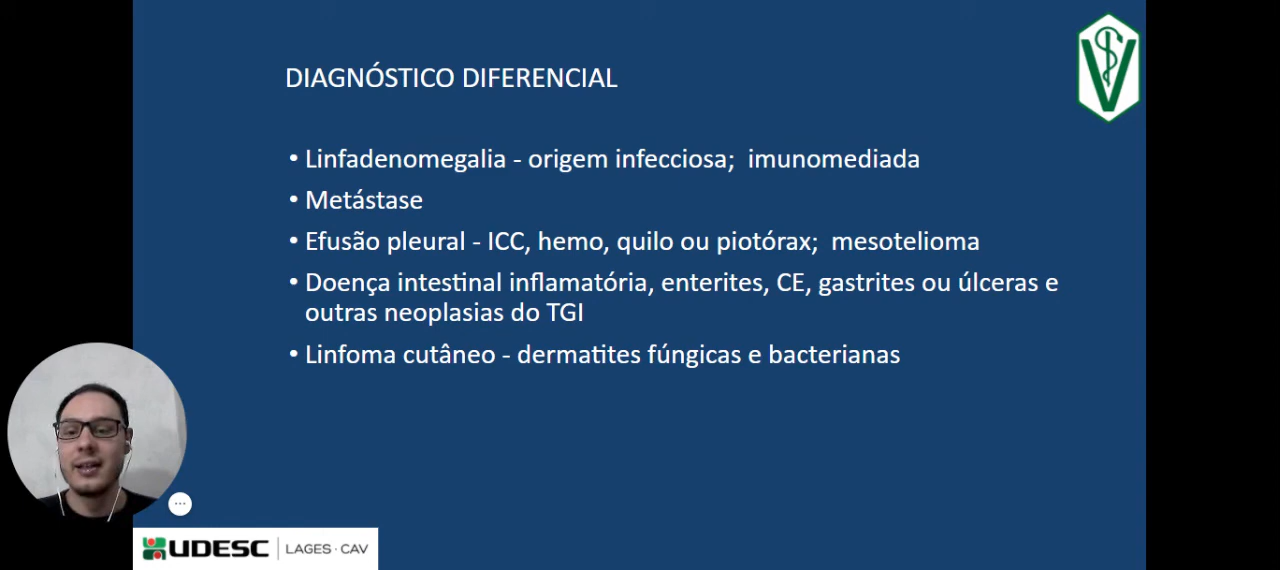 DIAGNÓSTICO DIFERENCIAL
• Linfadenomegalia - origem infecciosa;  imunomediada
• Metástase
• Efusão pleural - ICC, hemo, quilo ou piotórax;  mesotelioma
• Doença intestinal inflamatória, enterites, CE, gastrites ou úlceras e
outras neoplasias do TGI
• Linfoma cutâneo - dermatites fúngicas e bacterianas
UDESC | LAGES · CAV